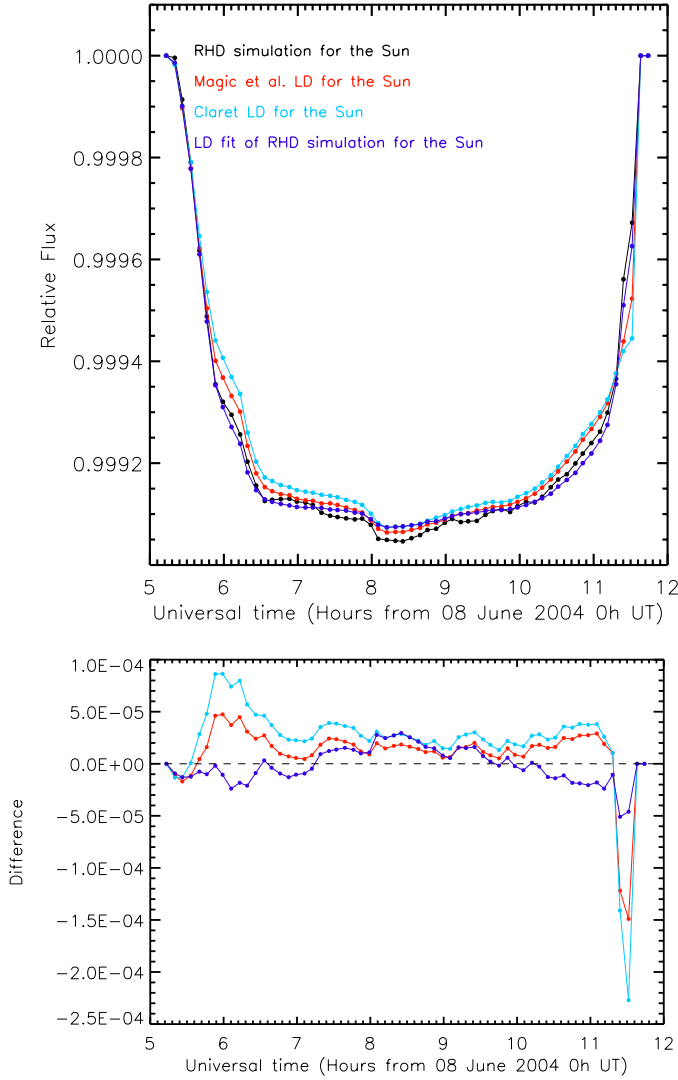 1.0000
0.9998
0.9996
0.9994
0.9992
Relative Flux
RHD simulation for the Sun
Magic et al. LD for the Sun
Claret LD for the Sun
LD fit of RHD simulation for the Sun
5 6 7 8 9 10 11 12
Universal time (Hours from 08 June 2004 0h UT)
1.0E-04
5.0E-05
0.0E+00
-5.0E-05
-1.0E-04
-1.5E-04
-2.0E-04
-2.5E-04
Difference
5 6 7 8 9 10 11 12
Universal time (Hours from 08 June 2004 0h UT)